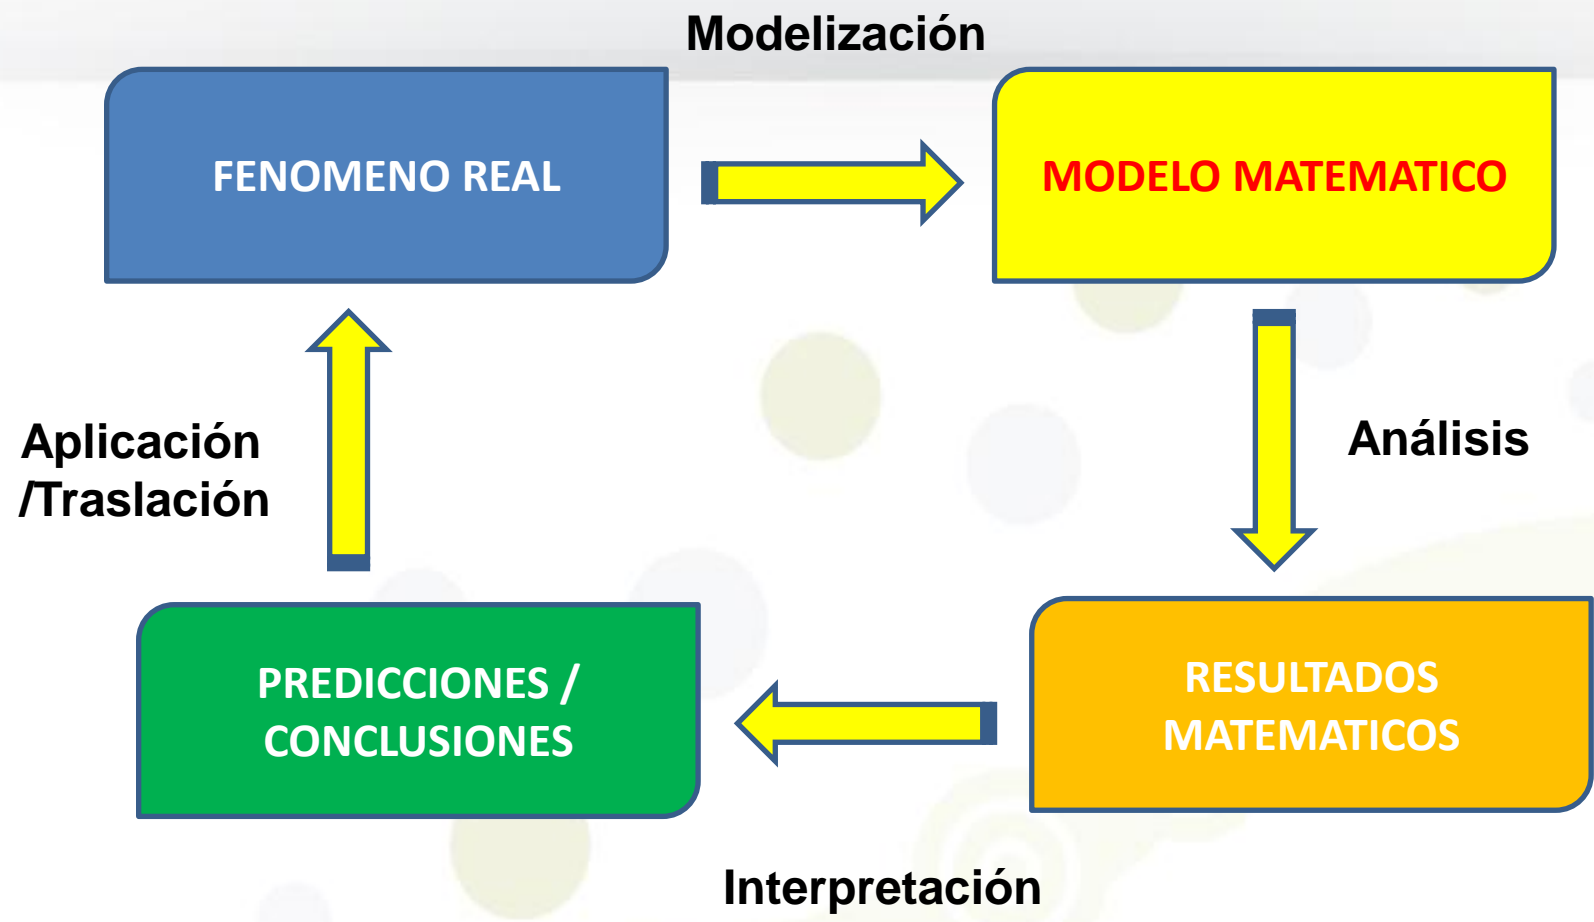 Modelización
FENOMENO REAL
MODELO MATEMATICO
Aplicación
/Traslación
Análisis
PREDICCIONES /
CONCLUSIONES
RESULTADOS
MATEMATICOS
Interpretación